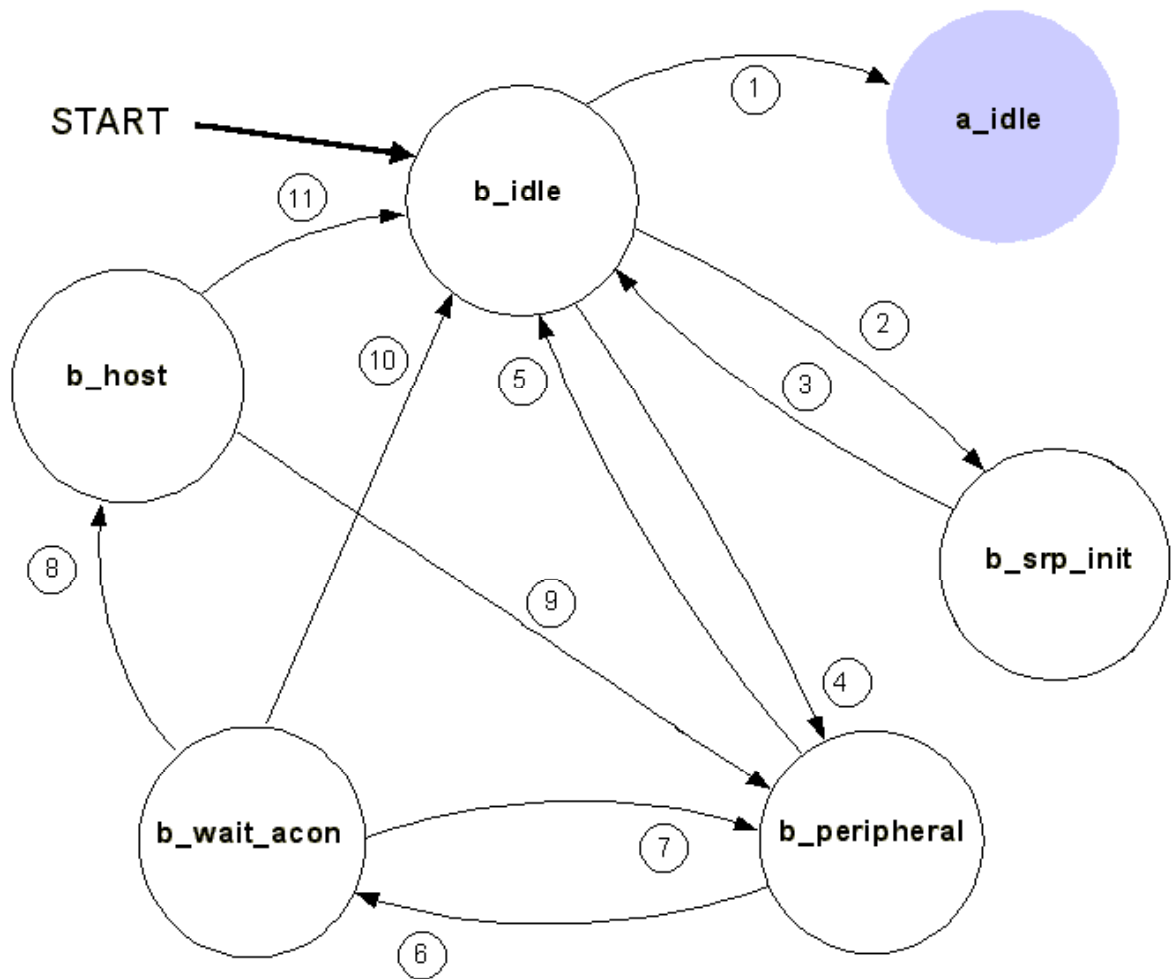 1
a_idle
START
b_idle
11
2
10
5
3
b_host
b_srp_init
8
9
4
b_wait_acon
b_peripheral
7
6